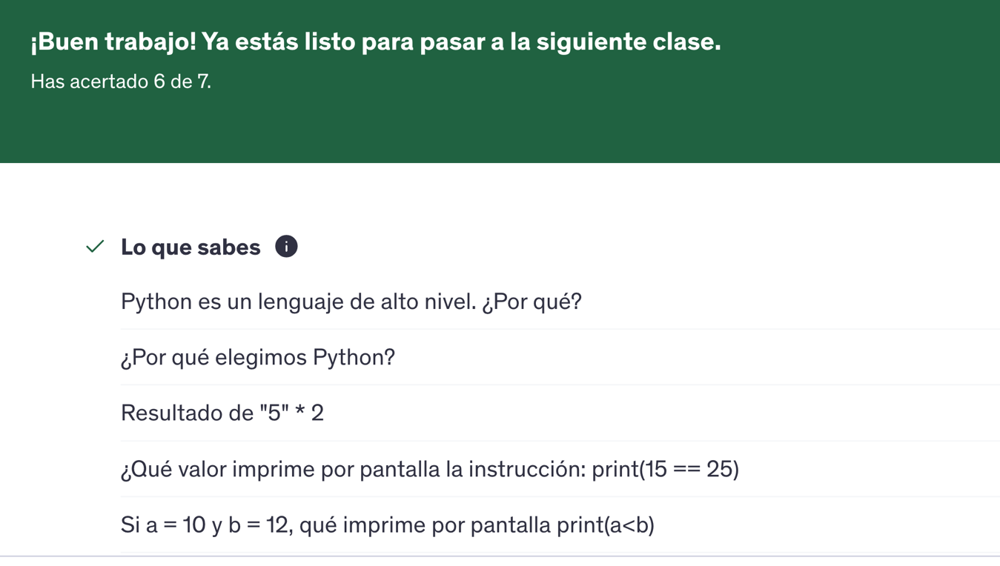 ¡Buen trabajo! Ya estás listo para pasar a la siguiente clase.
Has acertado 6 de 7.
Lo que sabes
Python es un lenguaje de alto nivel. ¿Por qué?
¿Por qué elegimos Python?
Resultado de "5" * 2
¿Qué valor imprime por pantalla la instrucción: print(15 == 25)
Si a = 10 y b = 12, qué imprime por pantalla print(a<b)